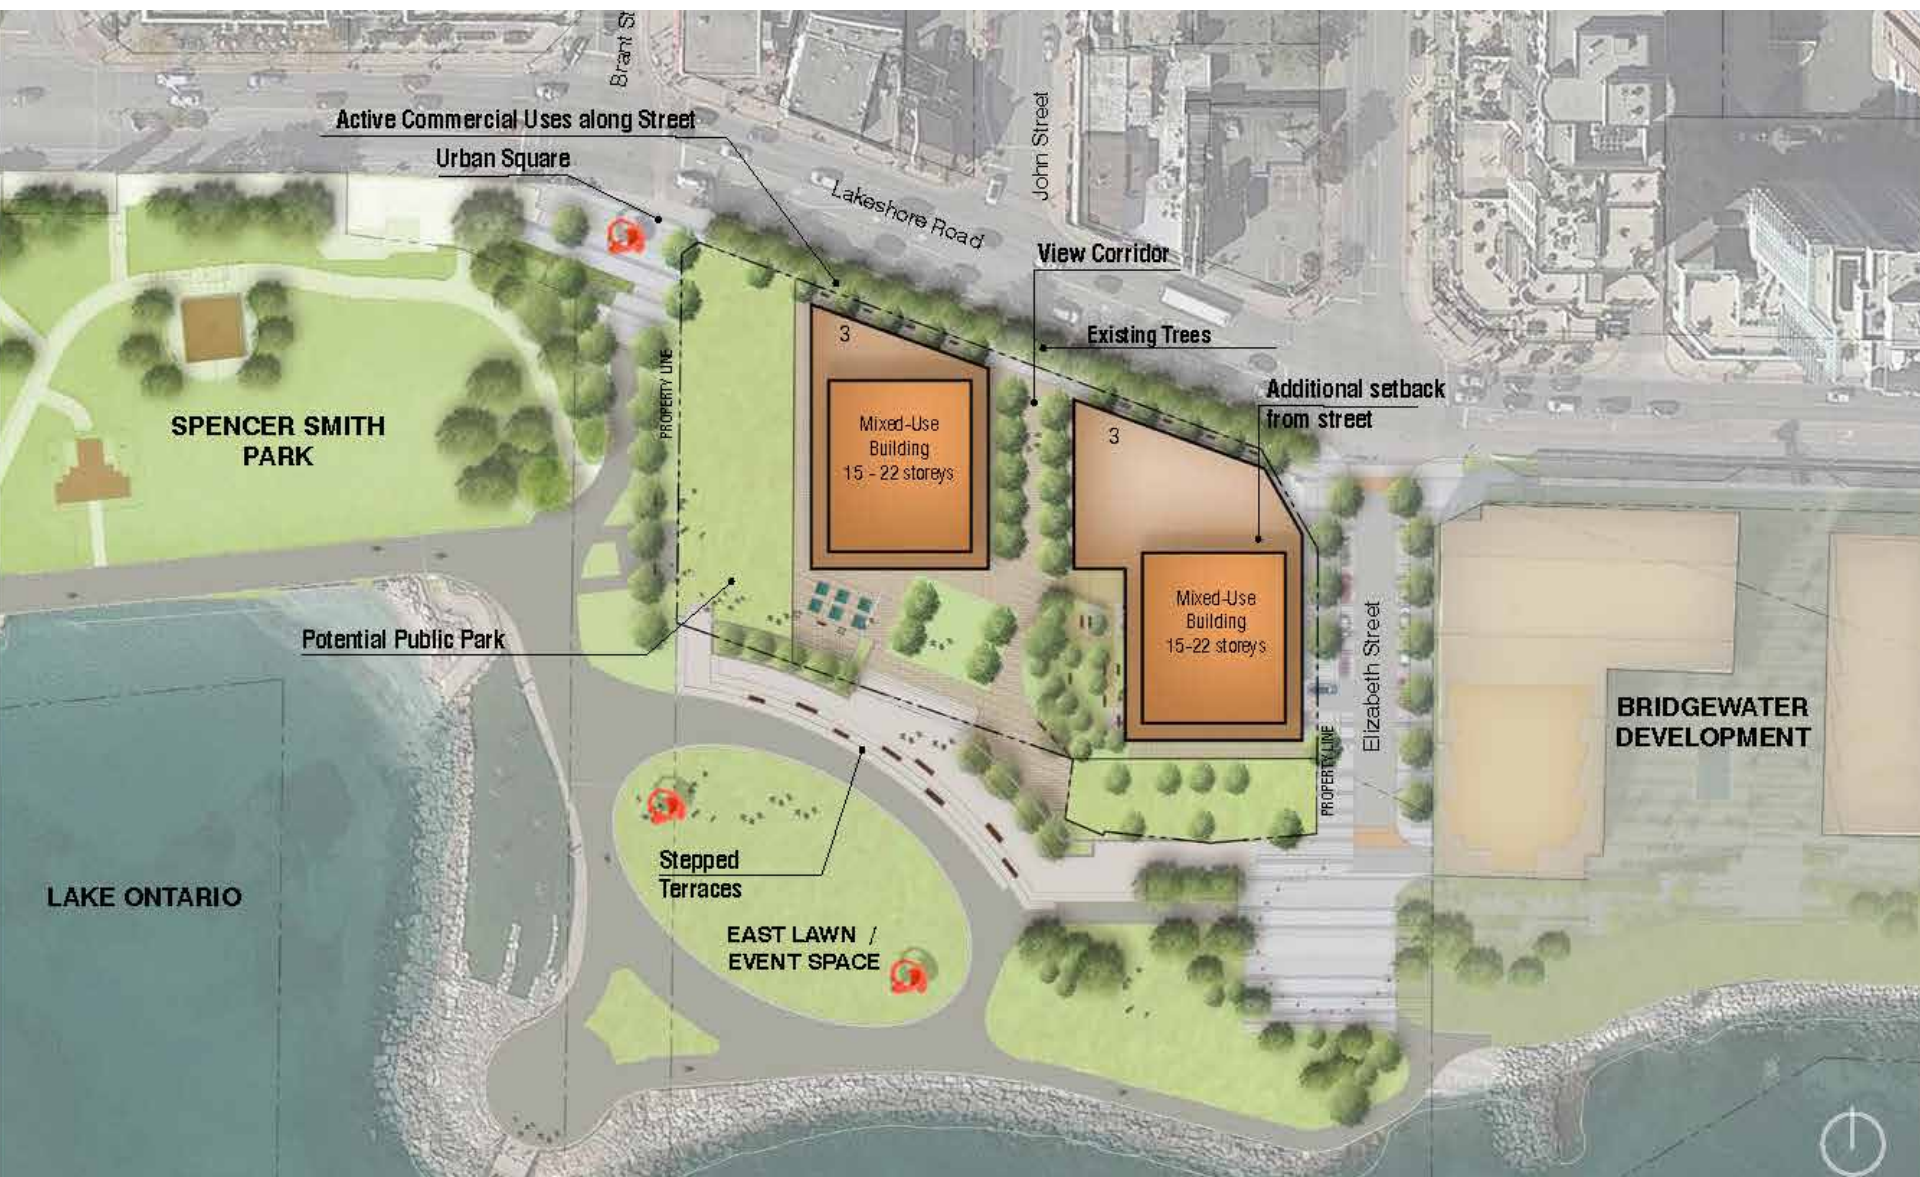 Brant St
Active Commercial Uses along Street
Urban Square
John Street
Lakeshore Road
View Corridor
Existing Trees
3
PROPERTY LINE
Additional setback
from street
SPENCER SMITH
PARK
Mixed-Use
Building
15 - 22 storeys
3
Mixed-Use
Building
15-22 storeys
Potential Public Park
Elizabeth Street
BRIDGEWATER
DEVELOPMENT
PROPERTY LINE
Stepped
Terraces
LAKE ONTARIO
EAST LAWN /
EVENT SPACE